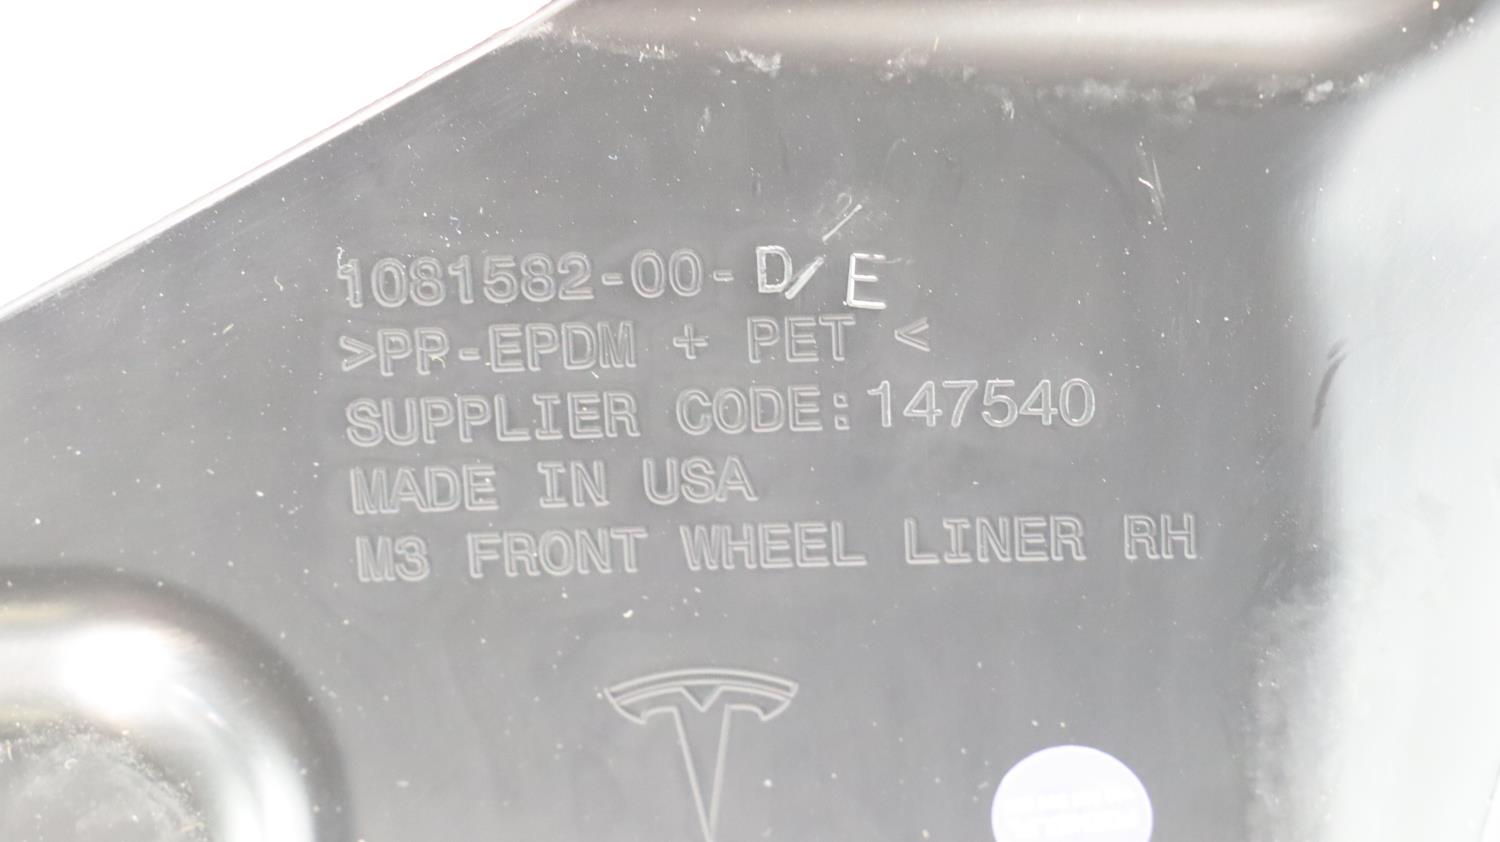 1081582-00-D/E
>PP-EPDM + PET <
SUPPLIER CODE:147540
MADE IN USA
M3 FRONT WHEEL LINER RH